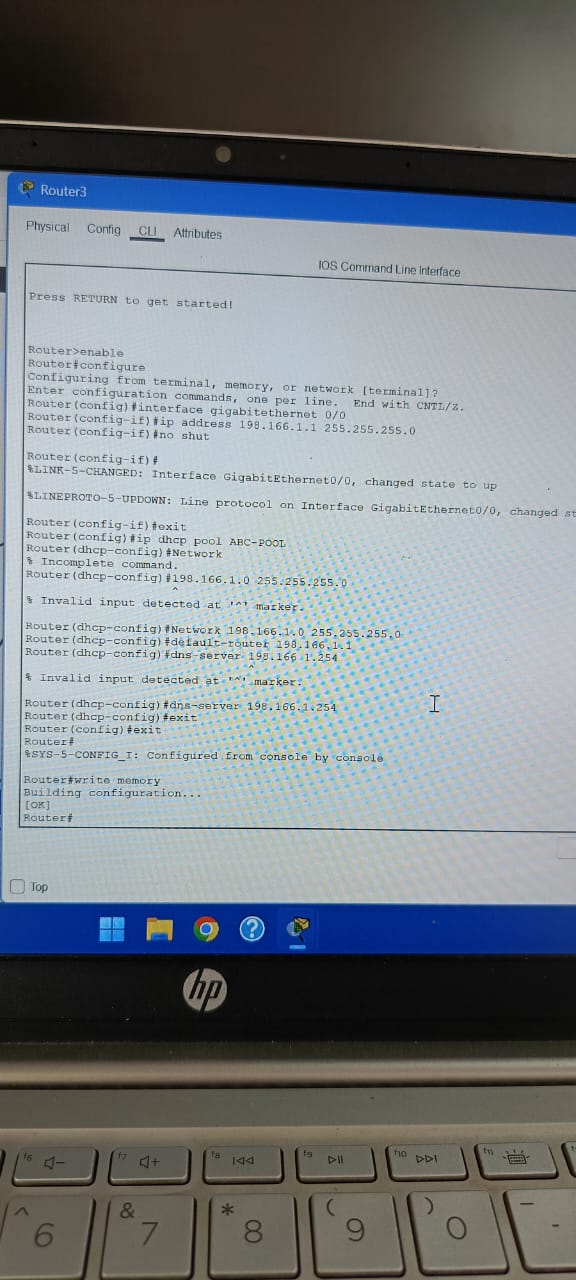 Router3
Physical Config CLI Attributes
IOS Command Line Interface
Press RETURN to get started!
Router>enable
Router#configure
Configuring from terminal, memory, or network [terminal]?
Enter configuration commands, one per line. End with CNTL/Z.
Router(config)#interface gigabitethernet 0/0
Router(config-if)#ip address 198.166.1.1 255.255.255.0
Router(config-if)#no shut
Router(config-if)#
%LINK-5-CHANGED: Interface GigabitEthernet0/0, changed state to up
%LINEPROTO-5-UPDOWN: Line protocol on Interface GigabitEthernet0/0, changed st
Router(config-if)#exit
Router(config)#ip dhcp pool ABC-POOL
Router(dhcp-config)#Network
% Incomplete command.
Router(dhcp-config)#198.166.1.0 255.255.255.0
^
% Invalid input detected at '^' marker.
Router(dhcp-config)#Network 198.166.1.0 255.255.255.0
Router(dhcp-config)#default-router 198.166.1.1
Router(dhcp-config)#dns-server 198.166 1.254
^
% Invalid input detected at '^' marker.
Router(dhcp-config)#dns-server 198.166.1.254
Router(dhcp-config)#exit
Router(config)#exit
Router#
%SYS-5-CONFIG_I: Configured from console by console
Router#write memory
Building configuration...
[OK]
Router#
Top
hp
f6 f7 f8 f9 f10 f11
^ & * ( ) _
6 7 8 9 0 -